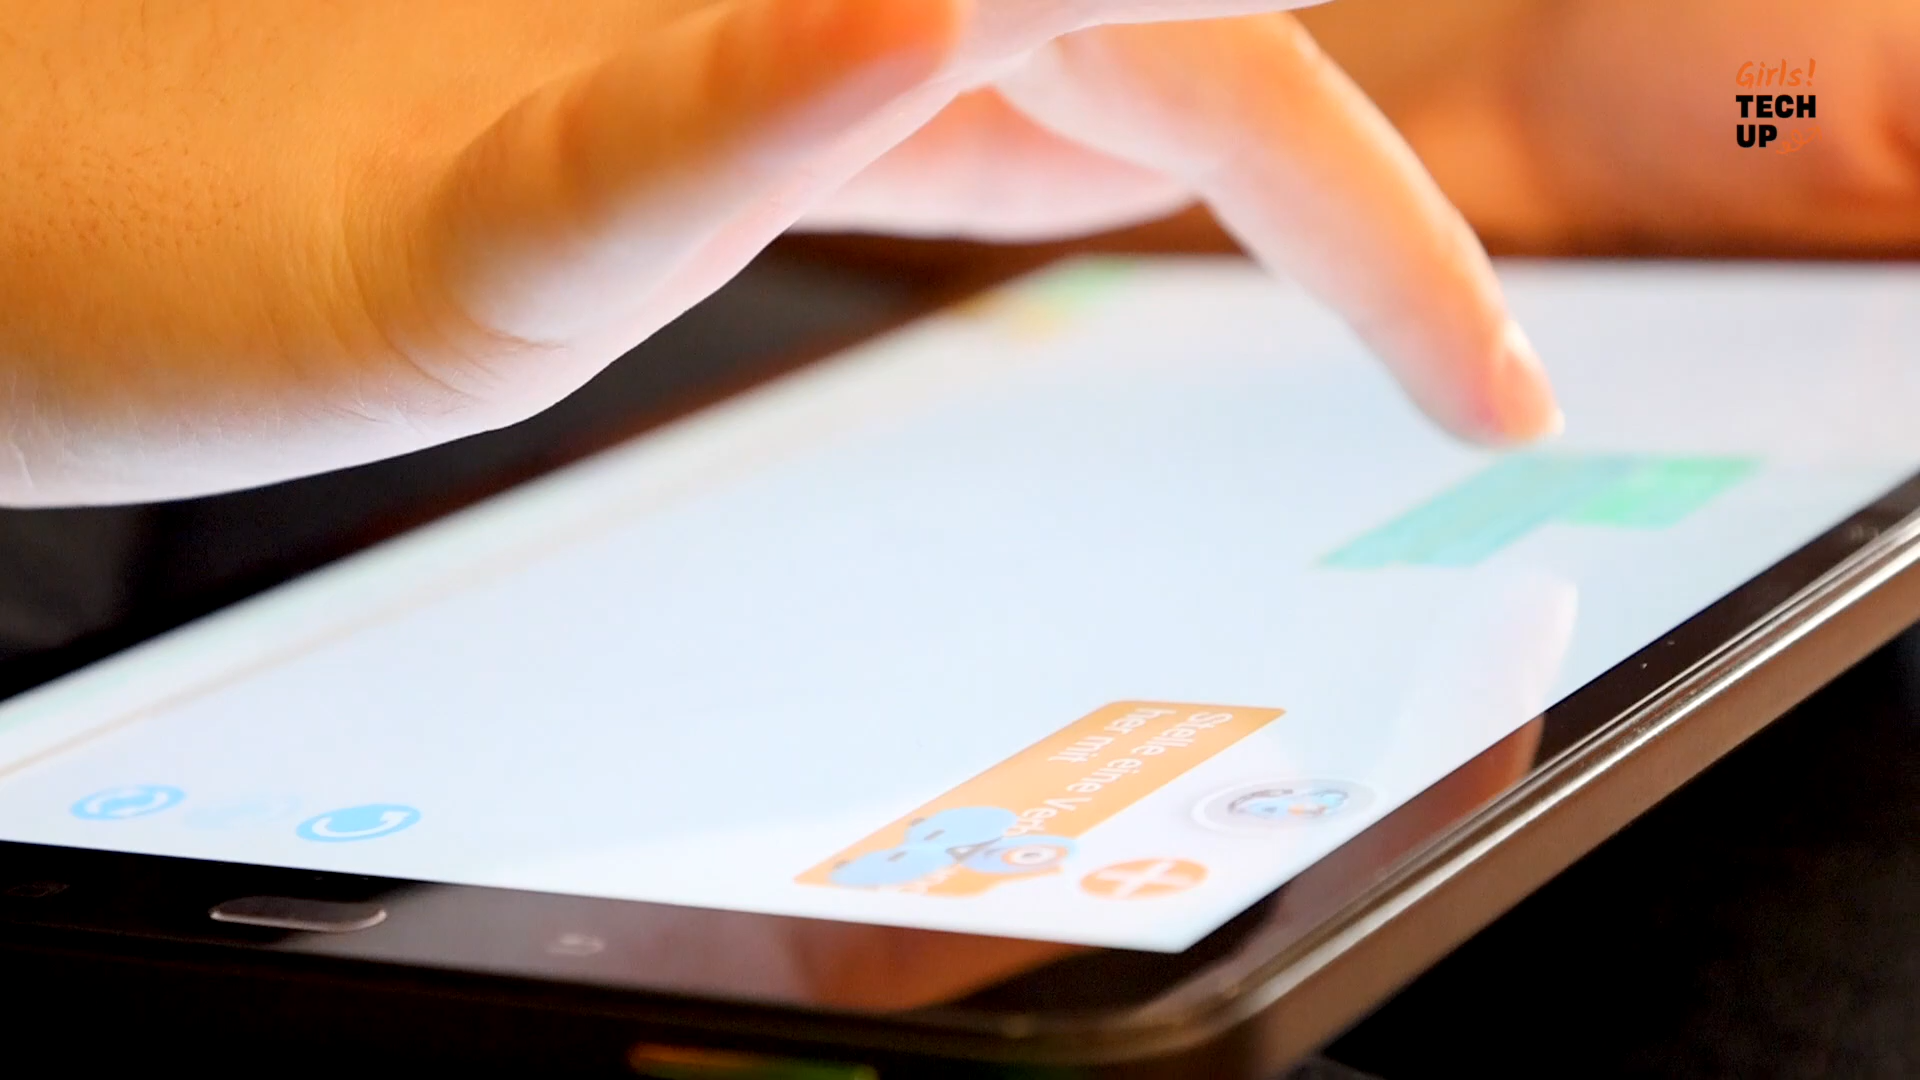 Girls!
TECH
UP
Stelle eine
her mit